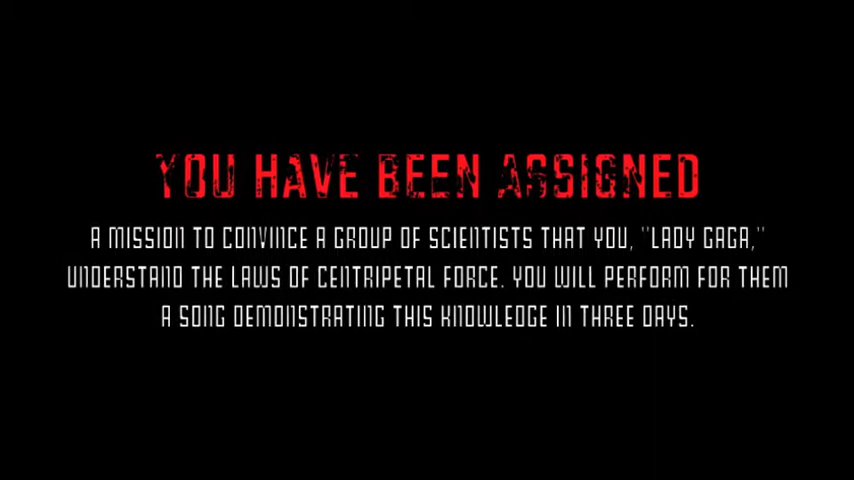 YOU HAVE BEEN ASSIGNED
A MISSION TO CONVINCE A GROUP OF SCIENTISTS THAT YOU, "LADY GAGA,"
UNDERSTAND THE LAWS OF CENTRIPETAL FORCE. YOU WILL PERFORM FOR THEM
A SONG DEMONSTRATING THIS KNOWLEDGE IN THREE DAYS.